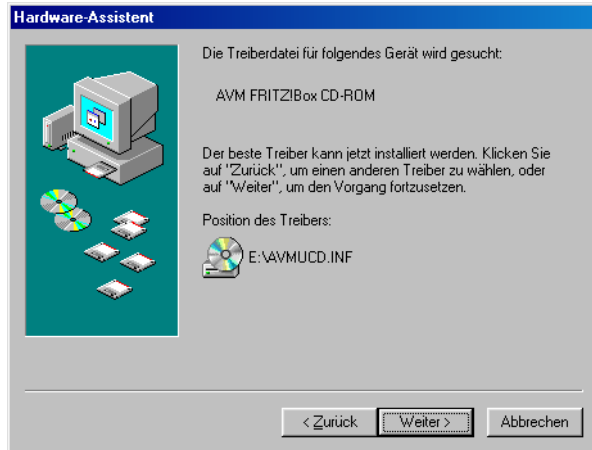 Hardware-Assistent
Die Treiberdatei für folgendes Gerät wird gesucht:
AVM FRITZ!Box CD-ROM
Der beste Treiber kann jetzt installiert werden. Klicken Sie
auf "Zurück", um einen anderen Treiber zu wählen, oder
auf "Weiter", um den Vorgang fortzusetzen.
Position des Treibers:
E:\AVMUCD.INF
< Zurück Weiter > Abbrechen